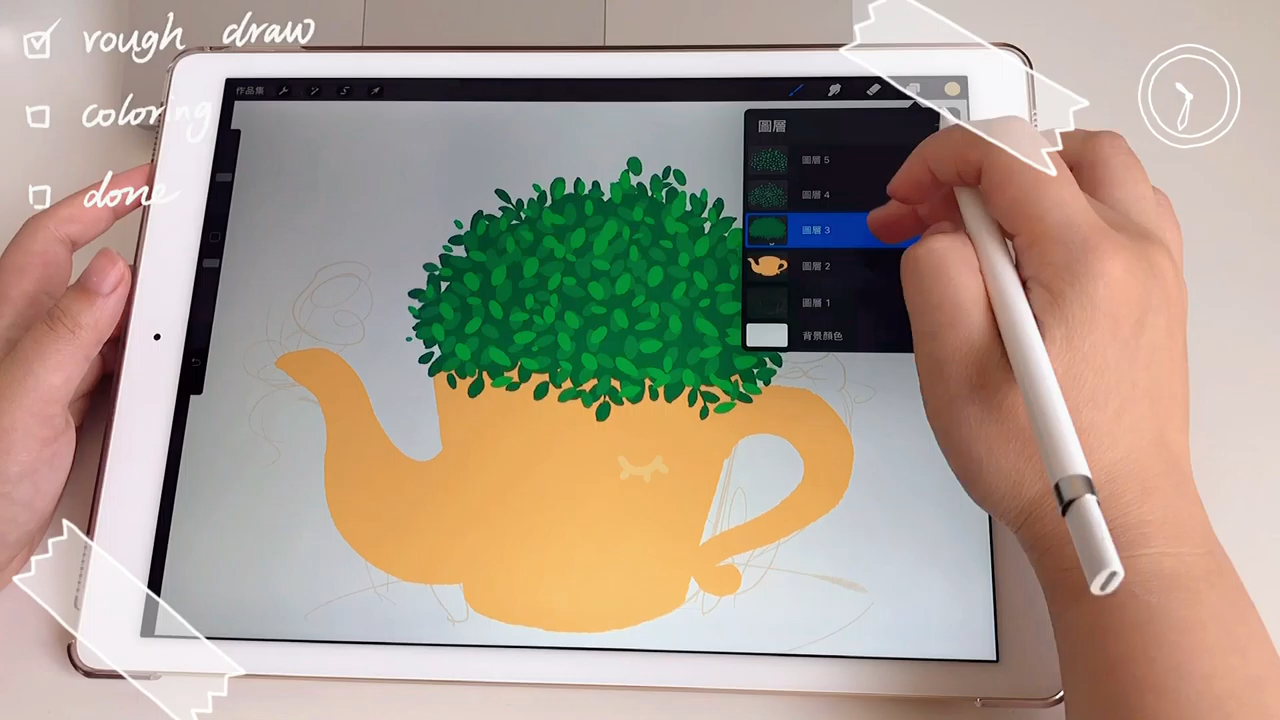 rough draw
coloring
done
作品集
圖層
圖層 5
圖層 4
圖層 3
圖層 2
圖層 1
背景顏色